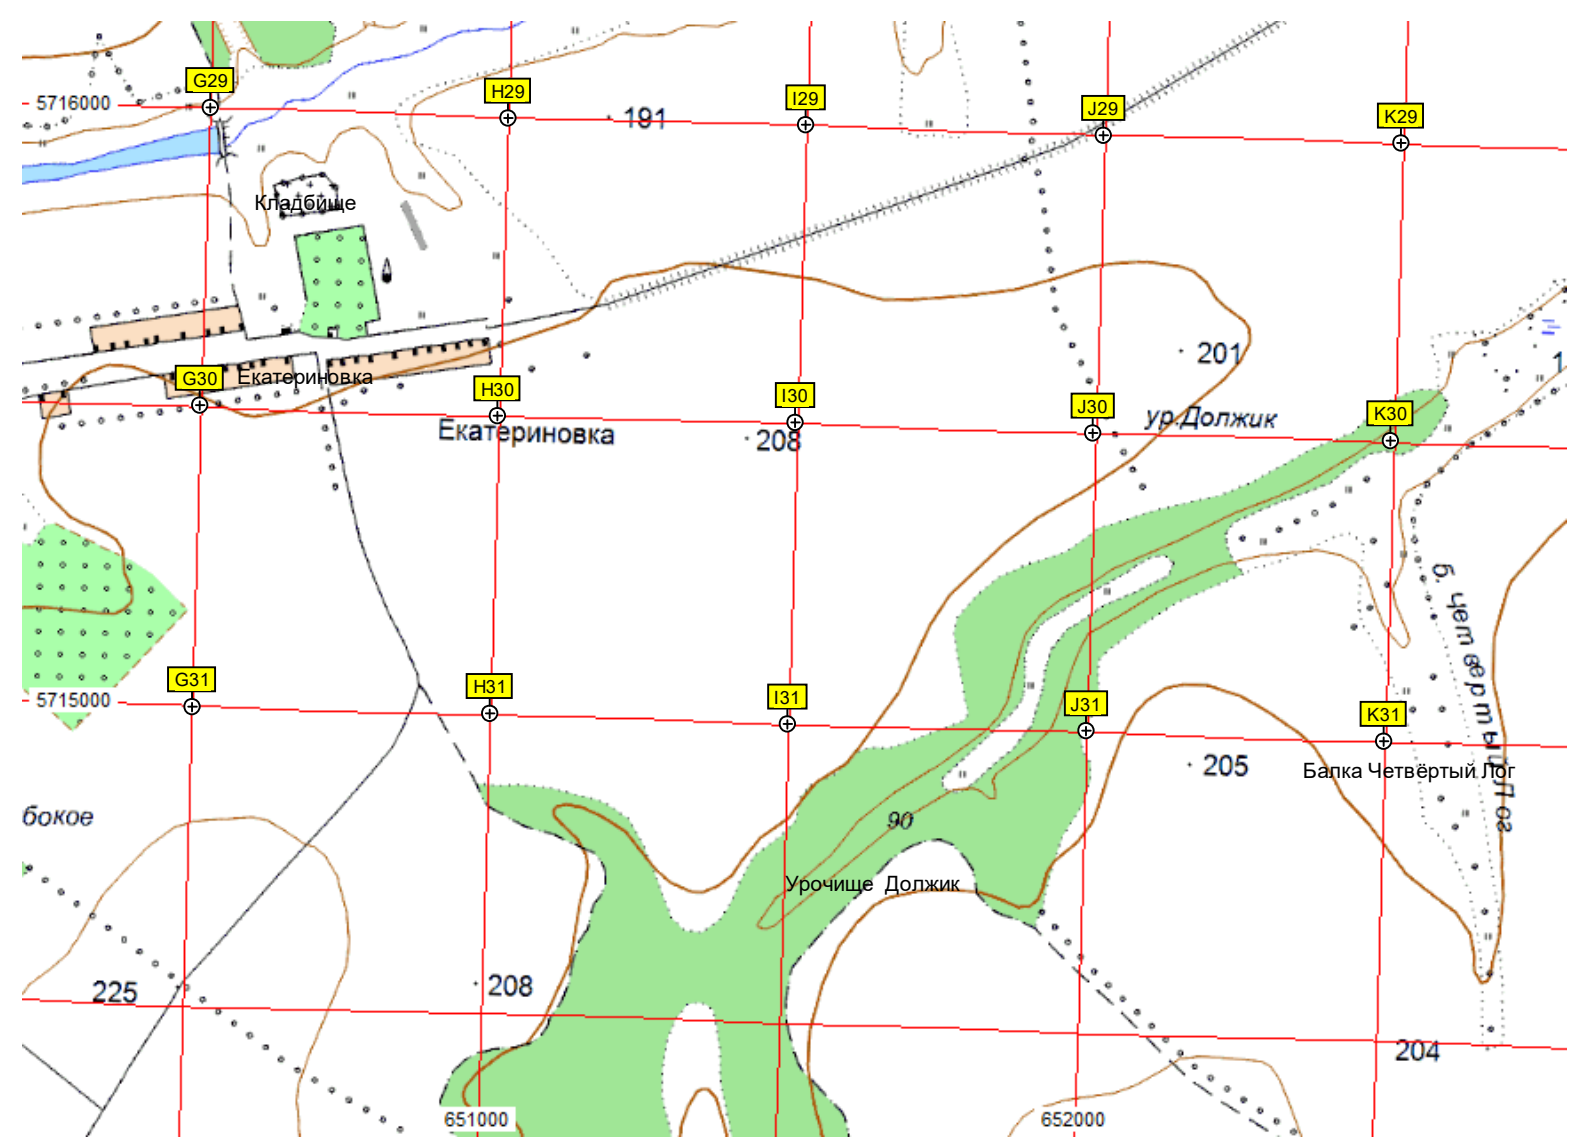 G29
5716000
H29
191
I29
J29
K29
Кладбище
201
G30
Екатериновка
H30
Екатериновка
I30
208
J30
ур.Должик
K30
б. Четвертый Лог
G31
5715000
H31
I31
J31
K31
205
Балка Четвёртый Лог
бокое
90
Урочище Должик
225
208
204
651000
652000